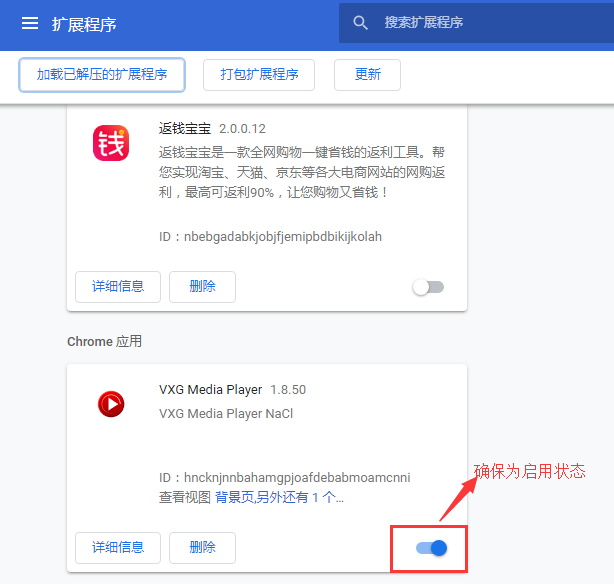 扩展程序
搜索扩展程序
加载已解压的扩展程序
打包扩展程序
更新
钱
返钱宝宝 2.0.0.12
返钱宝宝是一款全网购物一键省钱的返利工具。帮
您实现淘宝、天猫、京东等各大电商网站的网购返
利，最高可返利90%，让您购物又省钱！
ID：nbebgadabkjobjfjemipbdbikijkolah
详细信息
删除
Chrome 应用
VXG Media Player 1.8.50
VXG Media Player NaCl
ID：hncknjnnbahamgpjoafdebabmoamcnni
查看视图 背景页,另外还有 1 个...
确保为启用状态
详细信息
删除